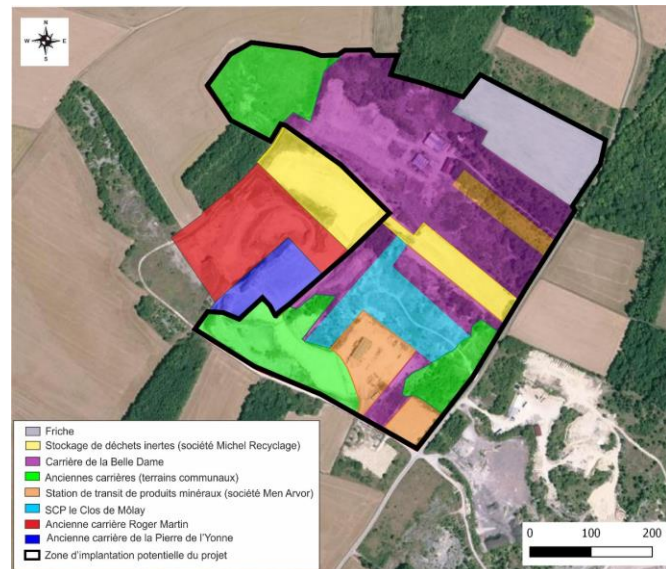 N
W E
S
Friche
Stockage de déchets inertes (société Michel Recyclage)
Carrière de la Belle Dame
Anciennes carrières (terrains communaux)
Station de transit de produits minéraux (société Men Arvor)
SCP le Clos de Môlay
Ancienne carrière Roger Martin
Ancienne carrière de la Pierre de l'Yonne
Zone d'implantation potentielle du projet
0 100 200